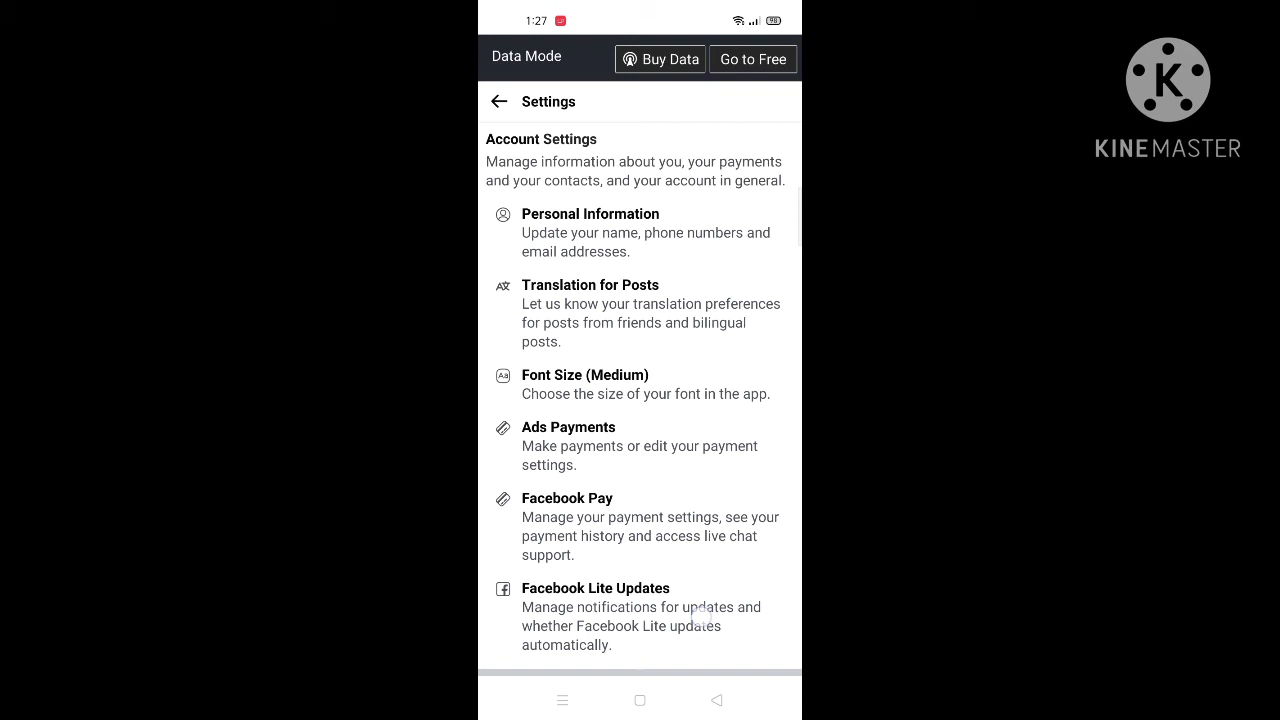 1:27
98
Data Mode
Buy Data
Go to Free
Settings
Account Settings
Manage information about you, your payments
and your contacts, and your account in general.
Personal Information
Update your name, phone numbers and
email addresses.
Translation for Posts
Let us know your translation preferences
for posts from friends and bilingual
posts.
Aa
Font Size (Medium)
Choose the size of your font in the app.
Ads Payments
Make payments or edit your payment
settings.
Facebook Pay
Manage your payment settings, see your
payment history and access live chat
support.
Facebook Lite Updates
Manage notifications for updates and
whether Facebook Lite updates
automatically.
K
KINEMASTER